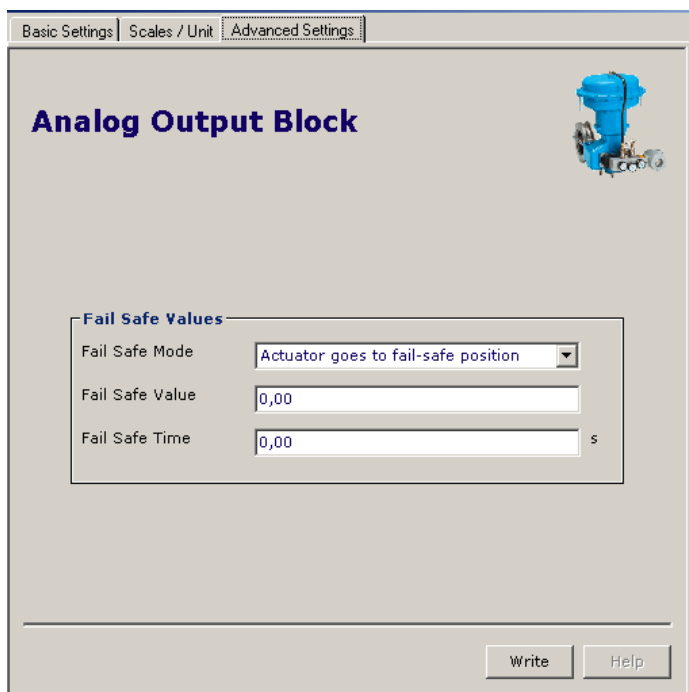 Basic Settings Scales / Unit Advanced Settings
Analog Output Block
Fail Safe Values
Fail Safe Mode Actuator goes to fail-safe position
Fail Safe Value 0,00
Fail Safe Time 0,00 s
Write Help